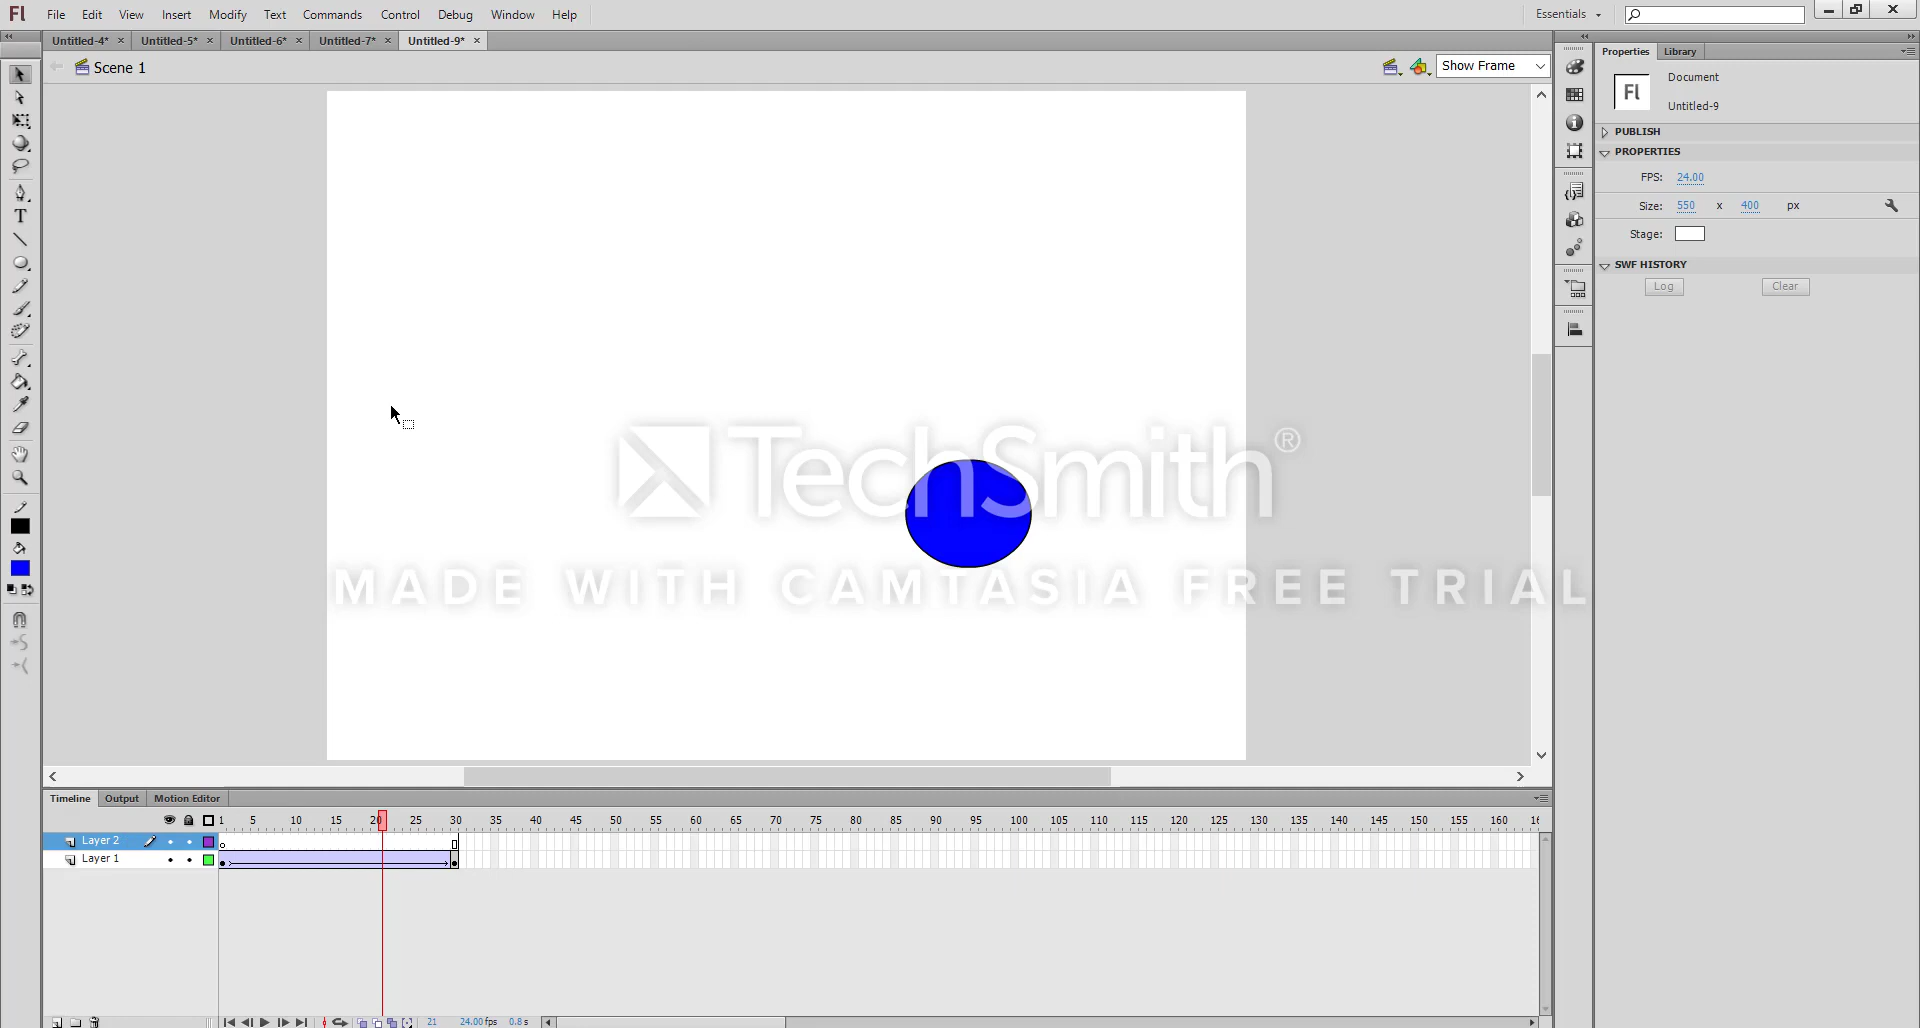 Fl File Edit View Insert Modify Text Commands Control Debug Window Help Essentials
Untitled-4* × Untitled-5* × Untitled-6* × Untitled-7* × Untitled-9* ×
Scene 1 Show Frame
Properties Library
Fl Document
Untitled-9
PUBLISH
PROPERTIES
FPS: 24.00
Size: 550 x 400 px
Stage:
SWF HISTORY
Log Clear
TechSmith®
MADE WITH CAMTASIA FREE TRIAL
Timeline Output Motion Editor
1 5 10 15 20 25 30 35 40 45 50 55 60 65 70 75 80 85 90 95 100 105 110 115 120 125 130 135 140 145 150 155 160 16
Layer 2
Layer 1
21 24.00 fps 0.8 s